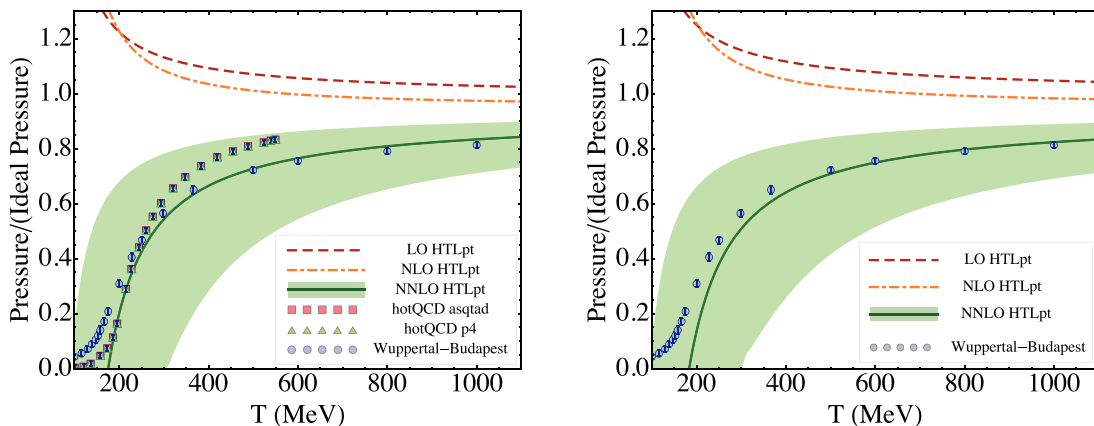 Pressure/(Ideal Pressure)
1.2
1.0
0.8
0.6
0.4
0.2
0.0
LO HTLpt
NLO HTLpt
NNLO HTLpt
hotQCD asqtad
hotQCD p4
Wuppertal−Budapest
200 400 600 800 1000
T (MeV)
Pressure/(Ideal Pressure)
1.2
1.0
0.8
0.6
0.4
0.2
0.0
LO HTLpt
NLO HTLpt
NNLO HTLpt
Wuppertal−Budapest
200 400 600 800 1000
T (MeV)